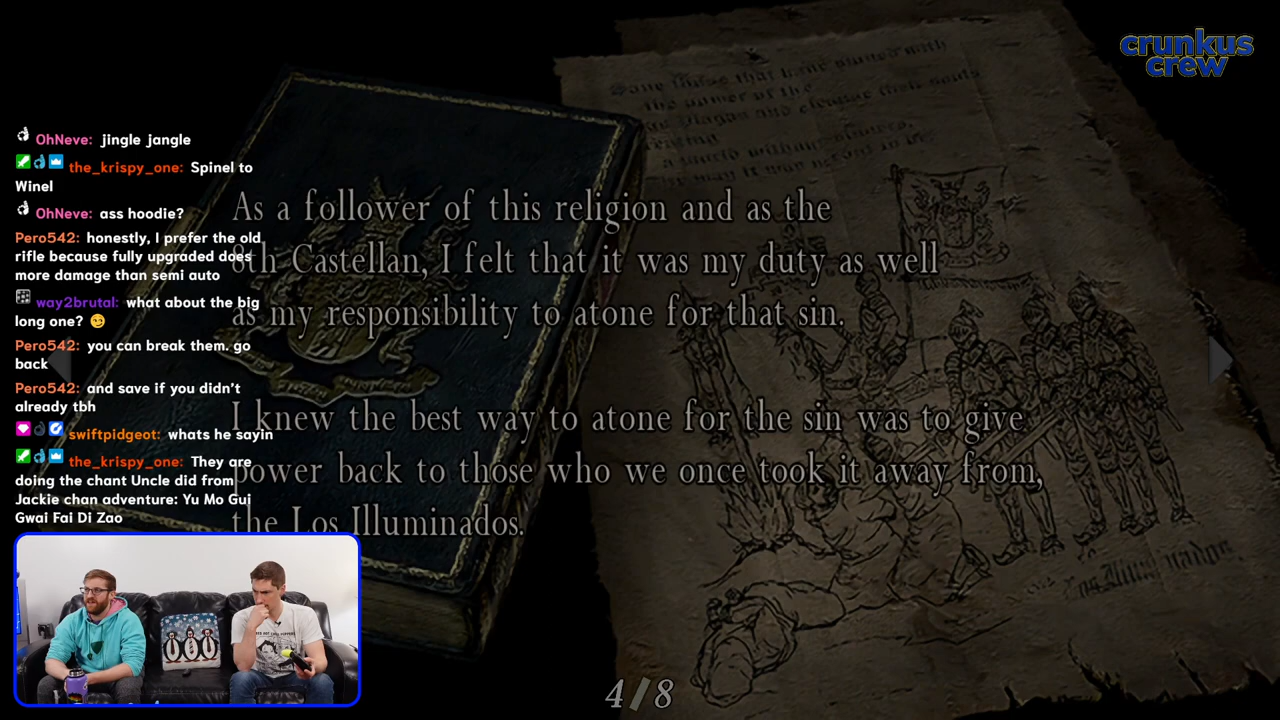 crunkus
crew
OhNeve: jingle jangle
the_krispy_one: Spinel to
Winel
OhNeve: ass hoodie?
Pero542: honestly, I prefer the old
rifle because fully upgraded does
more damage than semi auto
way2brutal: what about the big
long one? 😏
Pero542: you can break them. go
back
Pero542: and save if you didn't
already tbh
swiftpidgeot: whats he sayin
the_krispy_one: They are
doing the chant Uncle did from
Jackie chan adventure: Yu Mo Gui
Gwai Fai Di Zao
As a follower of this religion and as the
8th Castellan, I felt that it was my duty as well
as my responsibility to atone for that sin.
I knew the best way to atone for the sin was to give
power back to those who we once took it away from,
the Los Illuminados.
4/8